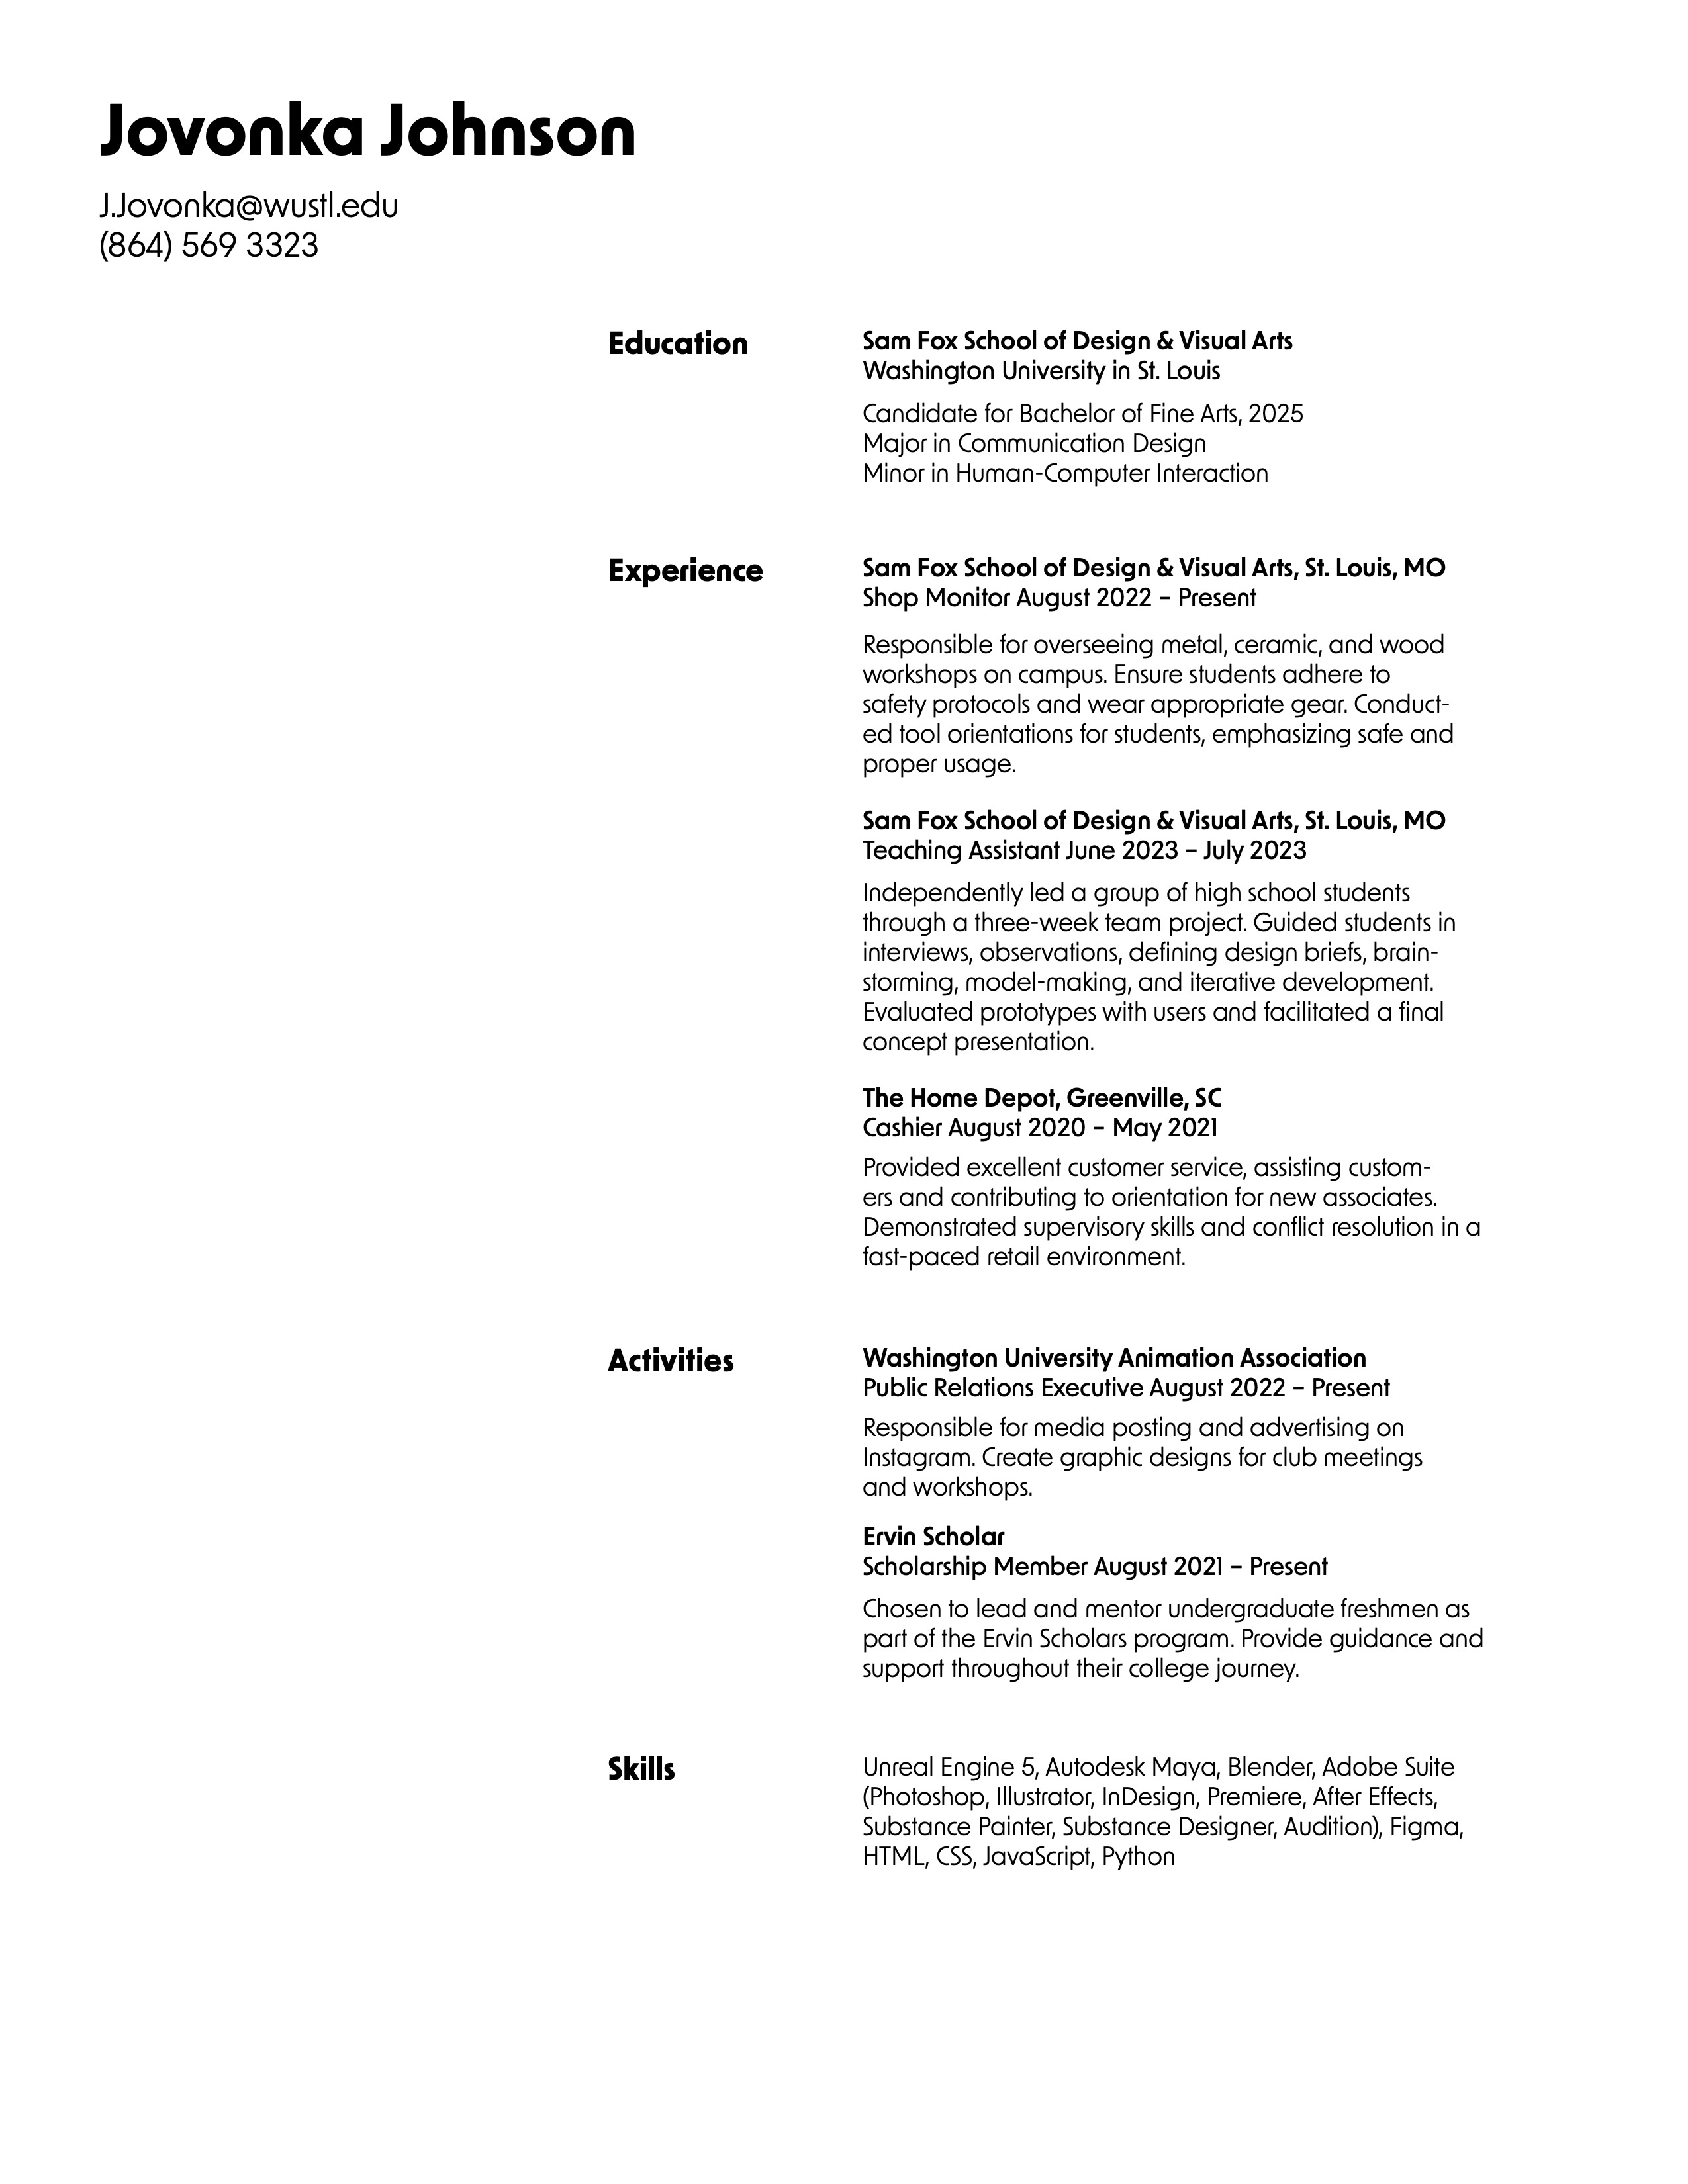 Jovonka Johnson
J.Jovonka@wustl.edu
(864) 569 3323
Education
Sam Fox School of Design & Visual Arts
Washington University in St. Louis
Candidate for Bachelor of Fine Arts, 2025
Major in Communication Design
Minor in Human-Computer Interaction
Experience
Sam Fox School of Design & Visual Arts, St. Louis, MO
Shop Monitor August 2022 – Present
Responsible for overseeing metal, ceramic, and wood
workshops on campus. Ensure students adhere to
safety protocols and wear appropriate gear. Conduct-
ed tool orientations for students, emphasizing safe and
proper usage.
Sam Fox School of Design & Visual Arts, St. Louis, MO
Teaching Assistant June 2023 – July 2023
Independently led a group of high school students
through a three-week team project. Guided students in
interviews, observations, defining design briefs, brain-
storming, model-making, and iterative development.
Evaluated prototypes with users and facilitated a final
concept presentation.
The Home Depot, Greenville, SC
Cashier August 2020 – May 2021
Provided excellent customer service, assisting custom-
ers and contributing to orientation for new associates.
Demonstrated supervisory skills and conflict resolution in a
fast-paced retail environment.
Activities
Washington University Animation Association
Public Relations Executive August 2022 – Present
Responsible for media posting and advertising on
Instagram. Create graphic designs for club meetings
and workshops.
Ervin Scholar
Scholarship Member August 2021 – Present
Chosen to lead and mentor undergraduate freshmen as
part of the Ervin Scholars program. Provide guidance and
support throughout their college journey.
Skills
Unreal Engine 5, Autodesk Maya, Blender, Adobe Suite
(Photoshop, Illustrator, InDesign, Premiere, After Effects,
Substance Painter, Substance Designer, Audition), Figma,
HTML, CSS, JavaScript, Python